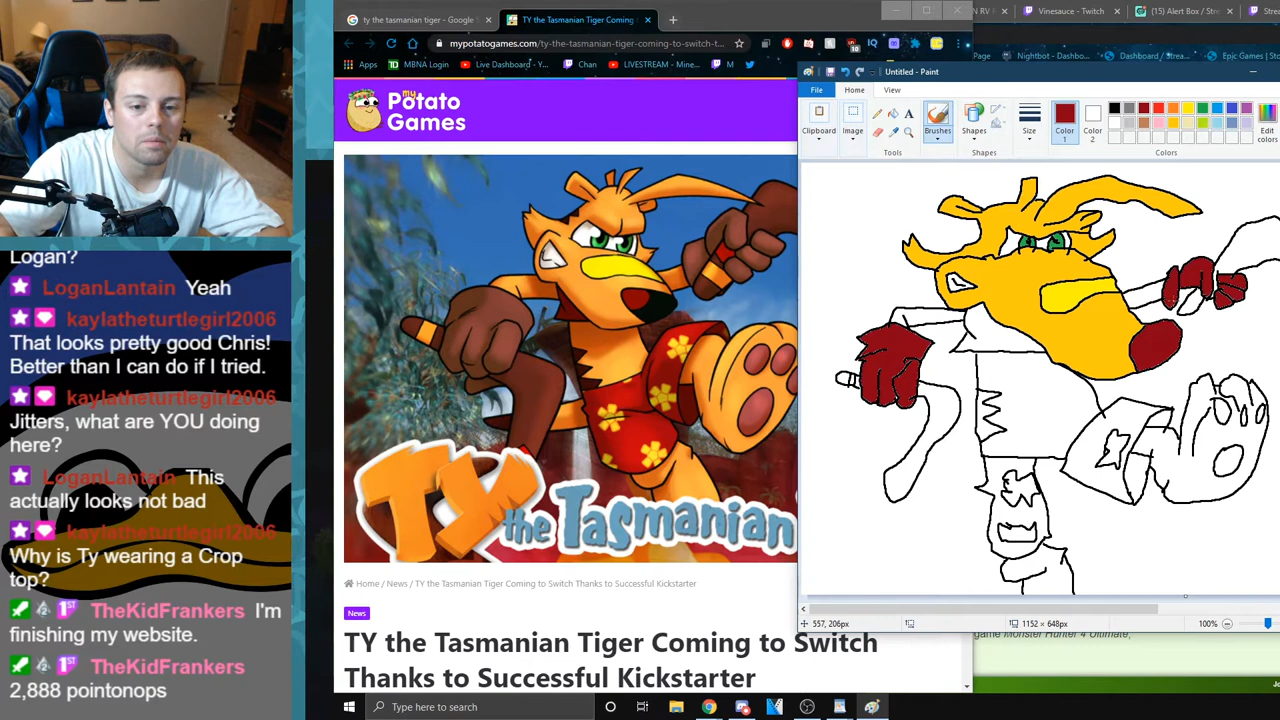 ty the tasmanian tiger - Google S
TY the Tasmanian Tiger Coming
Vinesauce - Twitch
(15) Alert Box / Stre
Strea
mypotatogames.com/ty-the-tasmanian-tiger-coming-to-switch-t...
Page
Nightbot - Dashbo...
Dashboard / Strea...
Epic Games | Sto
Apps
MBNA Login
Live Dashboard - Y...
Chan
LIVESTREAM - Mine...
M
my
Potato
Games
Untitled - Paint
File
Home
View
Clipboard
Image
Tools
Brushes
Shapes
Shapes
Size
Color
1
Color
2
Edit
colors
Colors
Logan?
LoganLantain Yeah
kaylatheturtlegirl2006
That looks pretty good Chris!
Better than I can do if I tried.
kaylatheturtlegirl2006
Jitters, what are YOU doing
here?
LoganLantain This
actually looks not bad
kaylatheturtlegirl2006
Why is Ty wearing a Crop
top?
TheKidFrankers I'm
finishing my website.
TheKidFrankers
2,888 pointonops
TY
the Tasmanian
Home / News / TY the Tasmanian Tiger Coming to Switch Thanks to Successful Kickstarter
News
TY the Tasmanian Tiger Coming to Switch
Thanks to Successful Kickstarter
557, 206px
1152 × 648px
100%
game Monster Hunter 4 Ultimate,
Type here to search